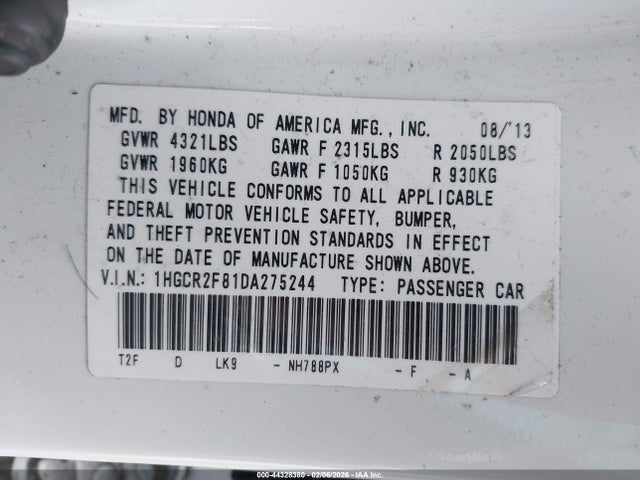 MFD. BY HONDA OF AMERICA MFG., INC. 08/'13
GVWR 4321LBS GAWR F 2315LBS R 2050LBS
GVWR 1960KG GAWR F 1050KG R 930KG
THIS VEHICLE CONFORMS TO ALL APPLICABLE
FEDERAL MOTOR VEHICLE SAFETY, BUMPER,
AND THEFT PREVENTION STANDARDS IN EFFECT
ON THE DATE OF MANUFACTURE SHOWN ABOVE.
V.I.N.: 1HGCR2F81DA275244 TYPE: PASSENGER CAR
T2F D LK9 - NH788PX - F - A
000-44328380 - 02/06/2026 - IAA Inc.